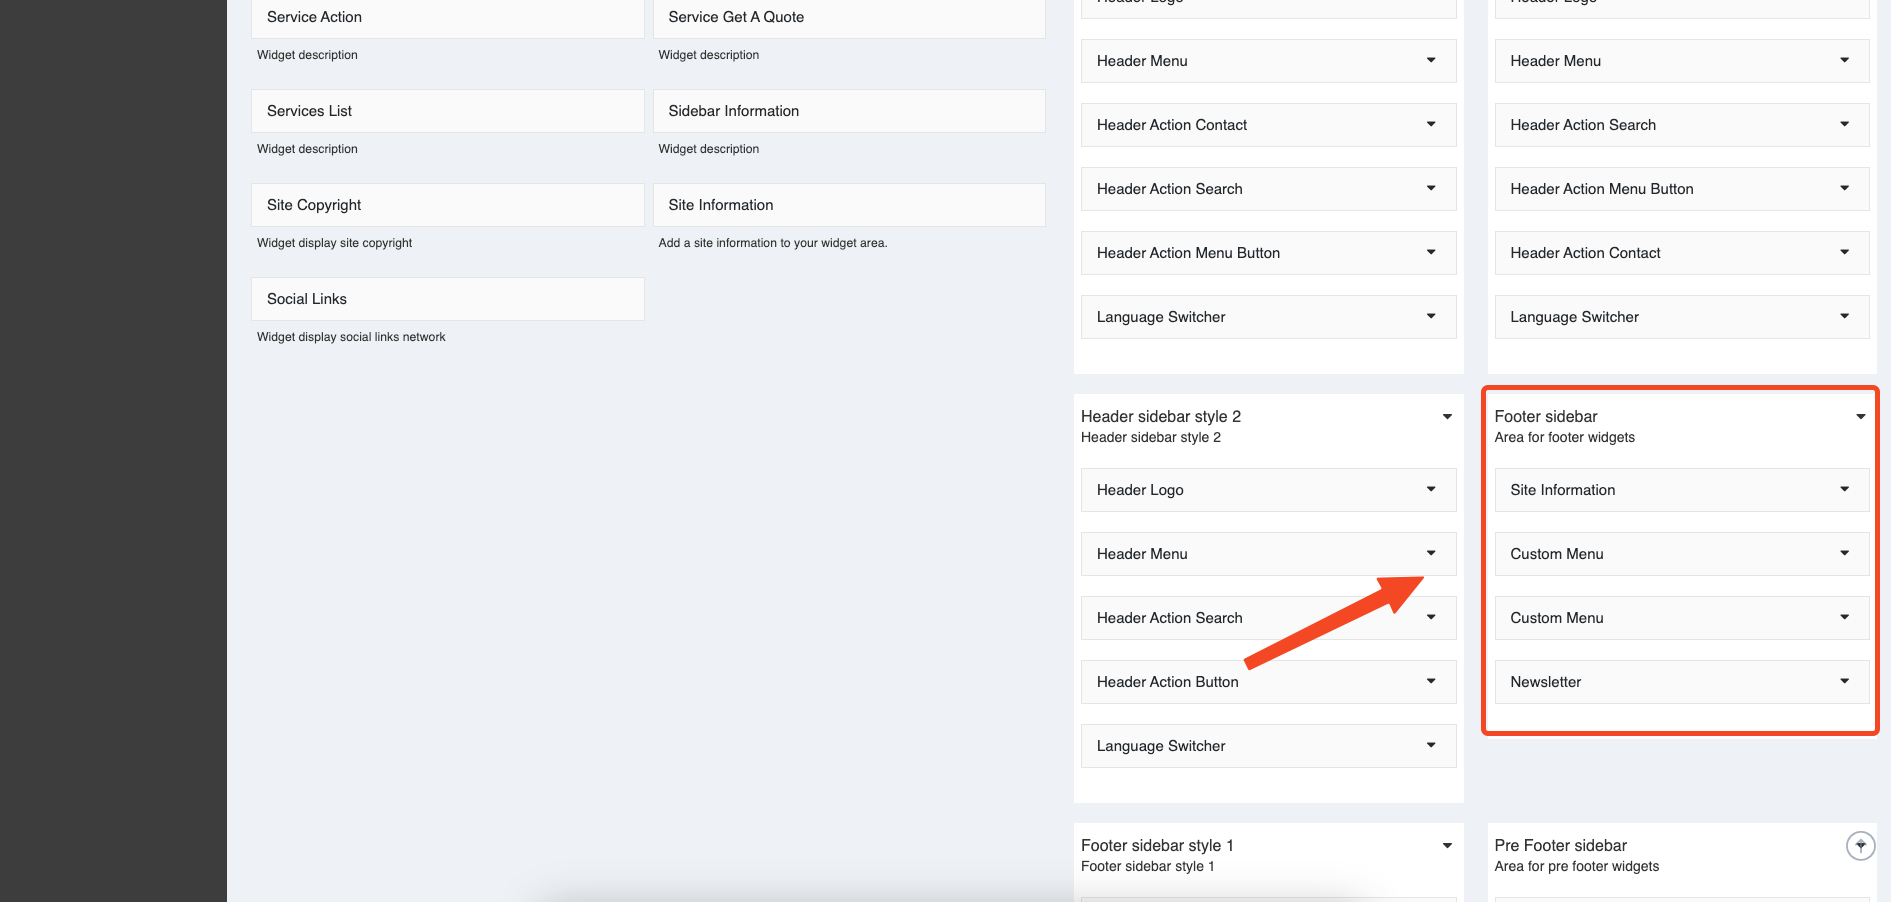 Service Action
Widget description
Service Get A Quote
Widget description
Services List
Widget description
Sidebar Information
Widget description
Site Copyright
Widget display site copyright
Site Information
Add a site information to your widget area.
Social Links
Widget display social links network
Header Logo
Header Menu
Header Action Contact
Header Action Search
Header Action Menu Button
Language Switcher
Header Logo
Header Menu
Header Action Search
Header Action Menu Button
Header Action Contact
Language Switcher
Header sidebar style 2
Header sidebar style 2
Header Logo
Header Menu
Header Action Search
Header Action Button
Language Switcher
Footer sidebar
Area for footer widgets
Site Information
Custom Menu
Custom Menu
Newsletter
Footer sidebar style 1
Footer sidebar style 1
Pre Footer sidebar
Area for pre footer widgets